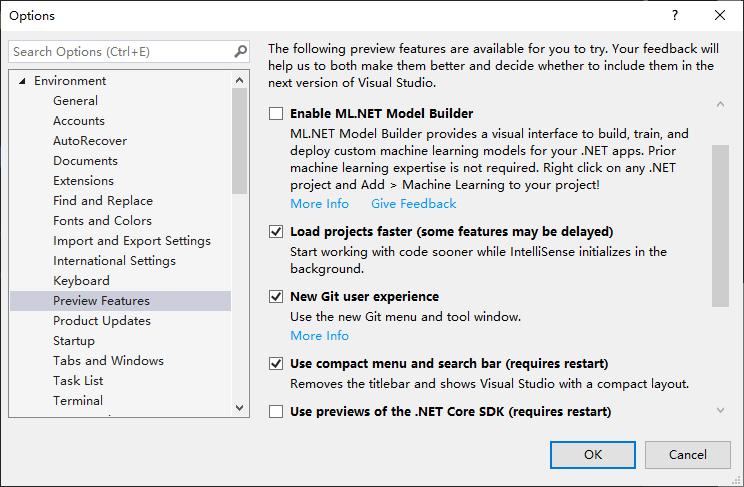 Options
Search Options (Ctrl+E)
Environment
General
Accounts
AutoRecover
Documents
Extensions
Find and Replace
Fonts and Colors
Import and Export Settings
International Settings
Keyboard
Preview Features
Product Updates
Startup
Tabs and Windows
Task List
Terminal
The following preview features are available for you to try. Your feedback will
help us to both make them better and decide whether to include them in the
next version of Visual Studio.
Enable ML.NET Model Builder
ML.NET Model Builder provides a visual interface to build, train, and
deploy custom machine learning models for your .NET apps. Prior
machine learning expertise is not required. Right click on any .NET
project and Add > Machine Learning to your project!
More Info Give Feedback
Load projects faster (some features may be delayed)
Start working with code sooner while IntelliSense initializes in the
background.
New Git user experience
Use the new Git menu and tool window.
More Info
Use compact menu and search bar (requires restart)
Removes the titlebar and shows Visual Studio with a compact layout.
Use previews of the .NET Core SDK (requires restart)
OK Cancel